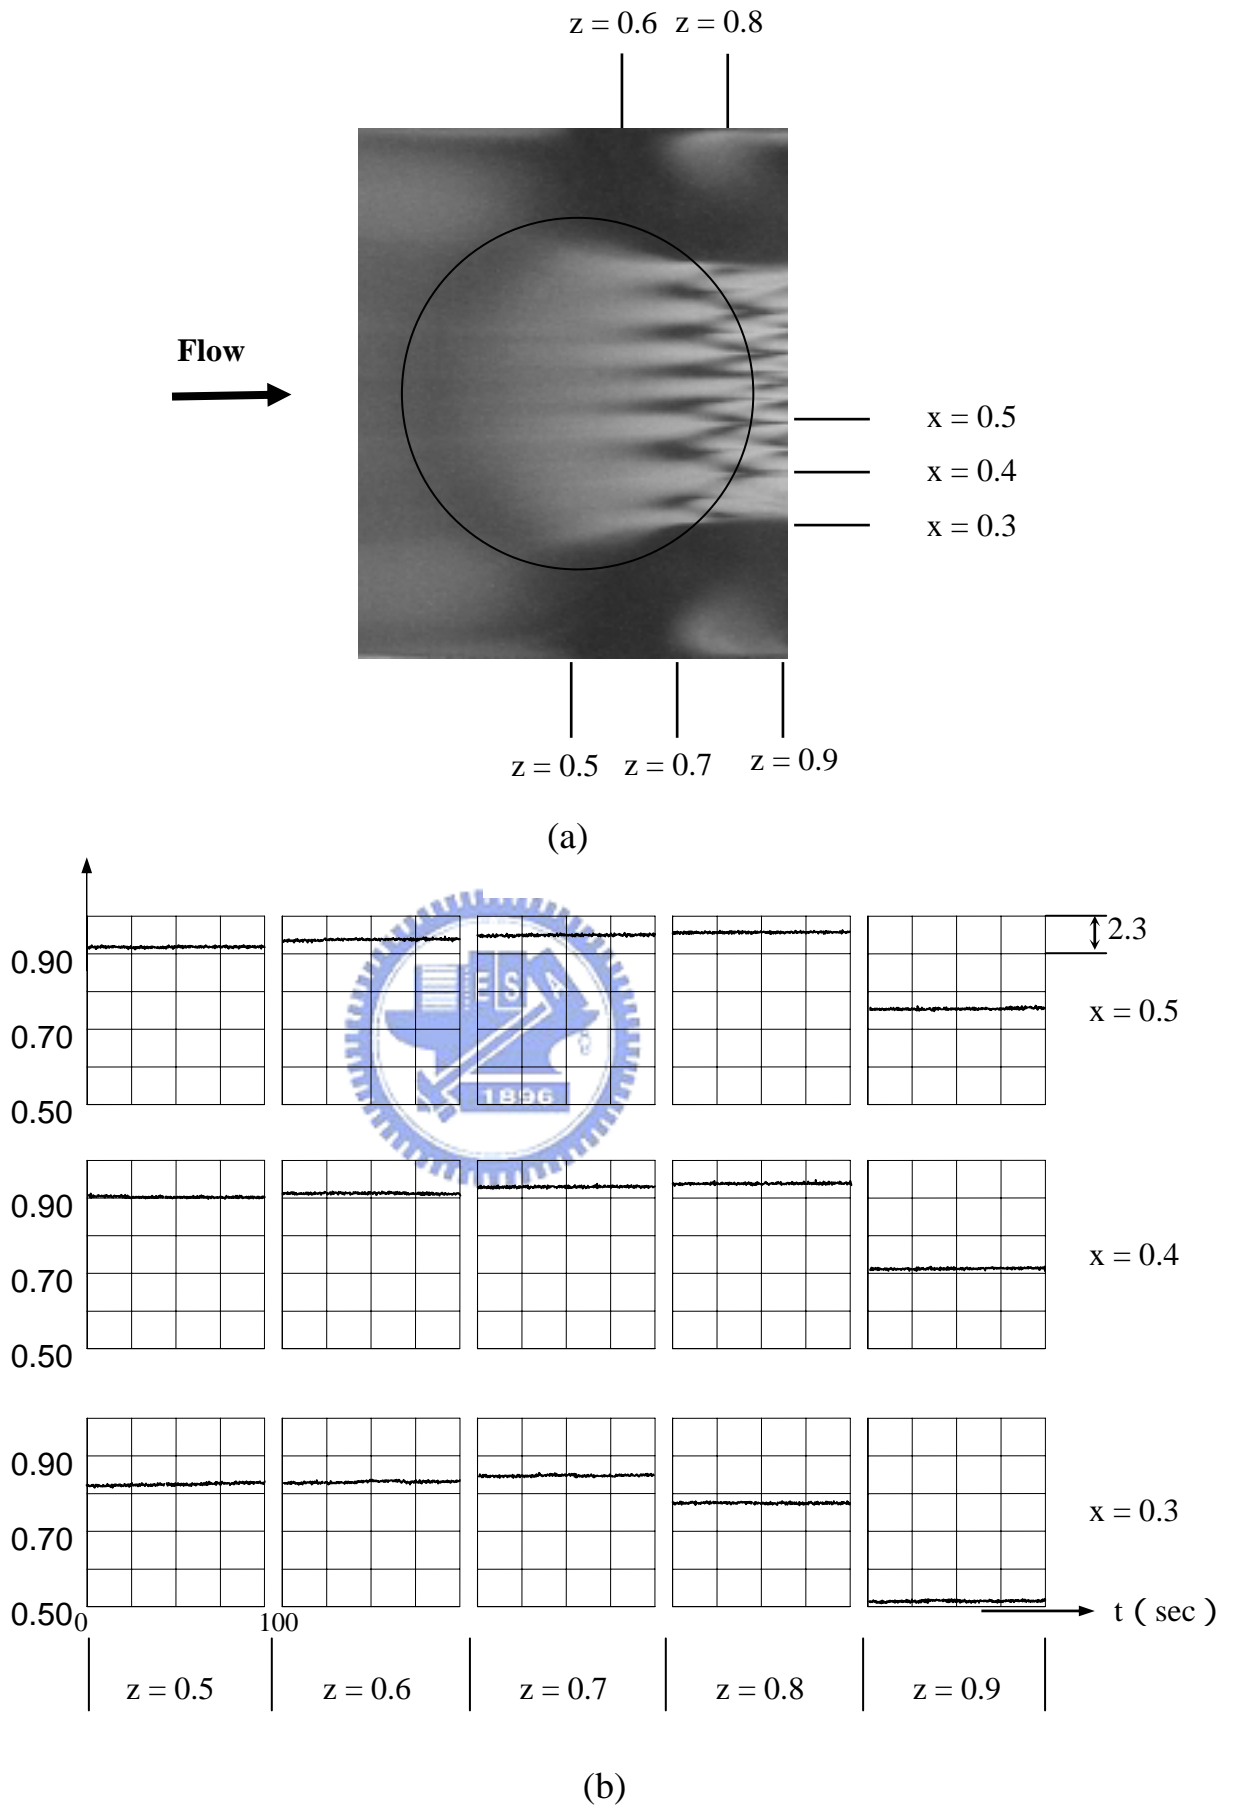 z = 0.6 z = 0.8
Flow
x = 0.5
x = 0.4
x = 0.3
z = 0.5 z = 0.7 z = 0.9
(a)
2.3
0.90
0.70
0.50
x = 0.5
ES A
1896
0.90
0.70
0.50
x = 0.4
0.90
0.70
0.50
x = 0.3
0 100
t ( sec )
z = 0.5 z = 0.6 z = 0.7 z = 0.8 z = 0.9
(b)